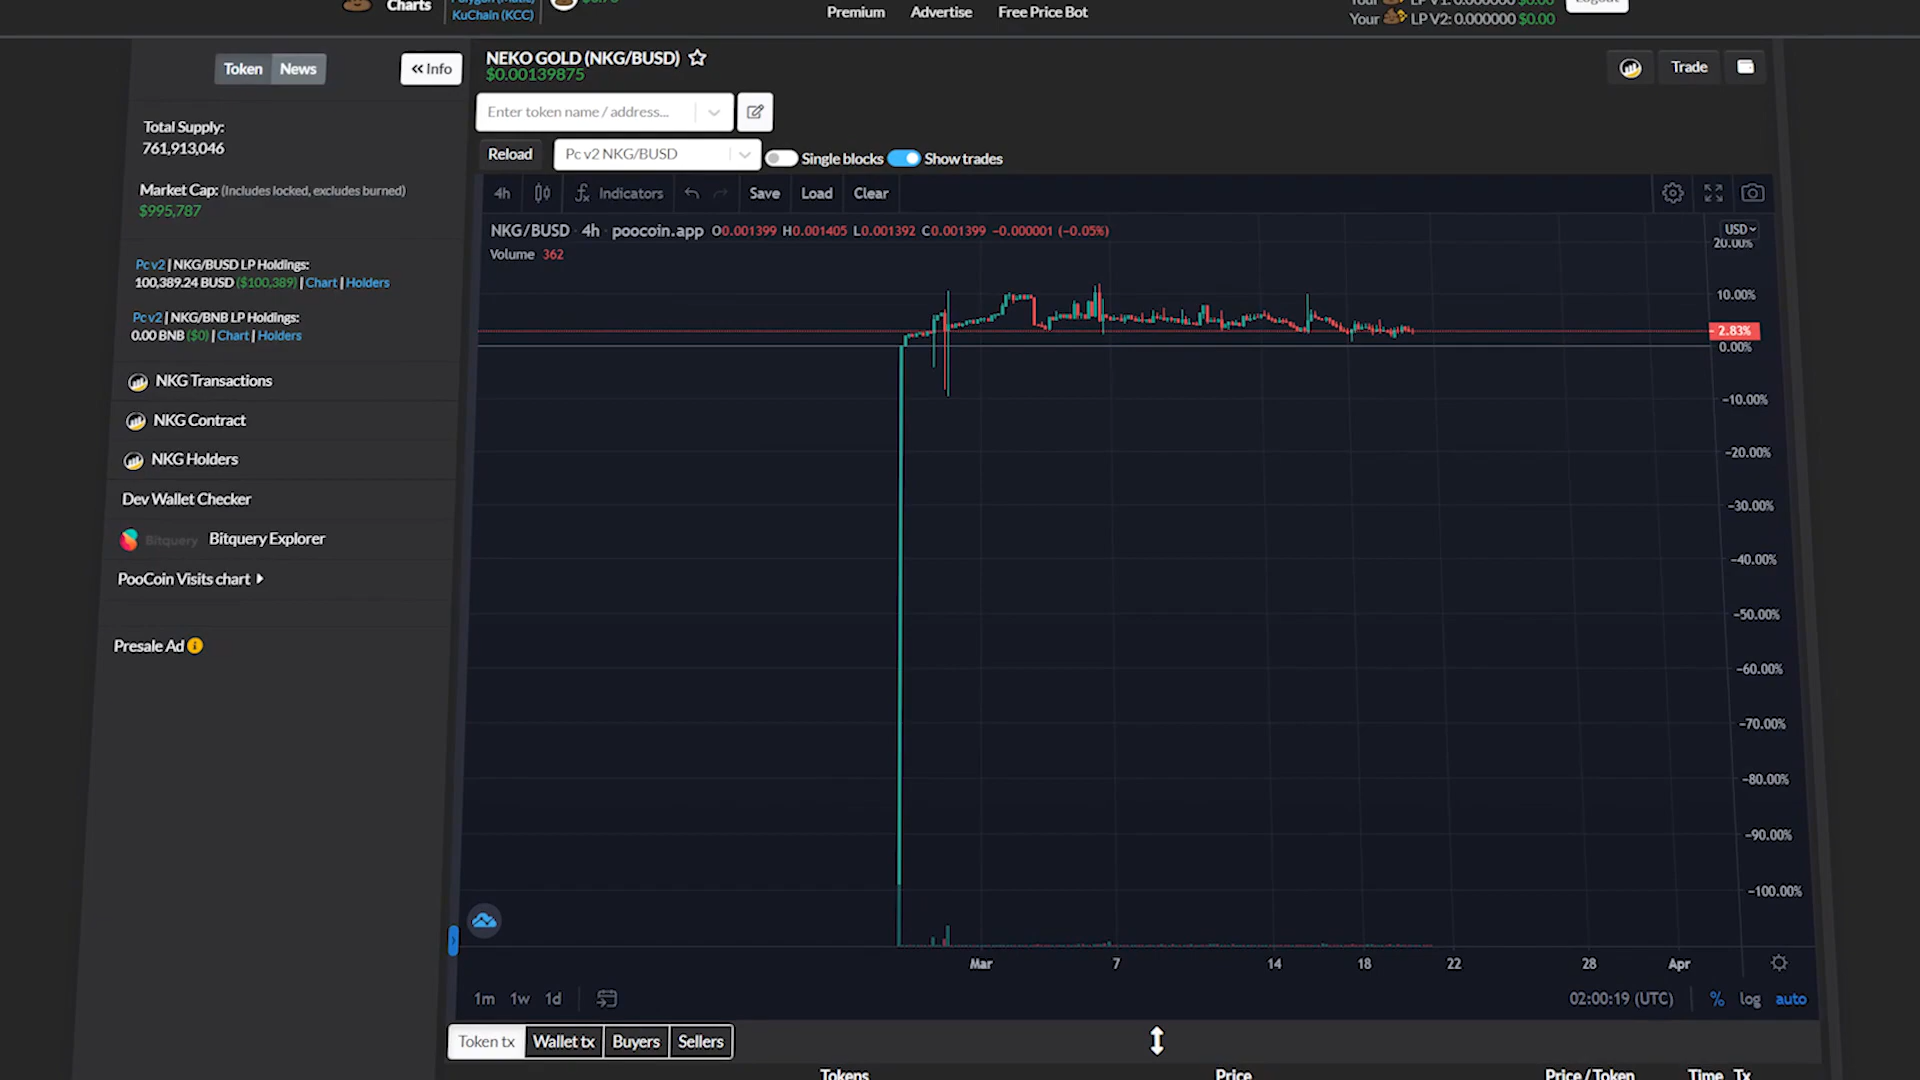 Charts
KuChain (KCC)
Premium
Advertise
Free Price Bot
Your LP V2: 0.000000 $0.00
Token
News
« Info
NEKO GOLD (NKG/BUSD)
$0.00139875
Trade
Total Supply:
761,913,046
Market Cap: (Includes locked, excludes burned)
$995,787
Pc v2 | NKG/BUSD LP Holdings:
100,389.24 BUSD ($100,389) | Chart | Holders
Pc v2 | NKG/BNB LP Holdings:
0.00 BNB ($0) | Chart | Holders
NKG Transactions
NKG Contract
NKG Holders
Dev Wallet Checker
Bitquery Bitquery Explorer
PooCoin Visits chart
Presale Ad
Enter token name / address...
Reload
Pc v2 NKG/BUSD
Single blocks
Show trades
4h
Indicators
Save
Load
Clear
NKG/BUSD · 4h · poocoin.app O0.001399 H0.001405 L0.001392 C0.001399 −0.000001 (−0.05%)
Volume 362
USD
20.00%
10.00%
2.83%
0.00%
−10.00%
−20.00%
−30.00%
−40.00%
−50.00%
−60.00%
−70.00%
−80.00%
−90.00%
−100.00%
Mar
7
14
18
22
28
Apr
1m
1w
1d
02:00:19 (UTC)
%
log
auto
Token tx
Wallet tx
Buyers
Sellers
Tokens
Price
Price / Token
Time
Tx